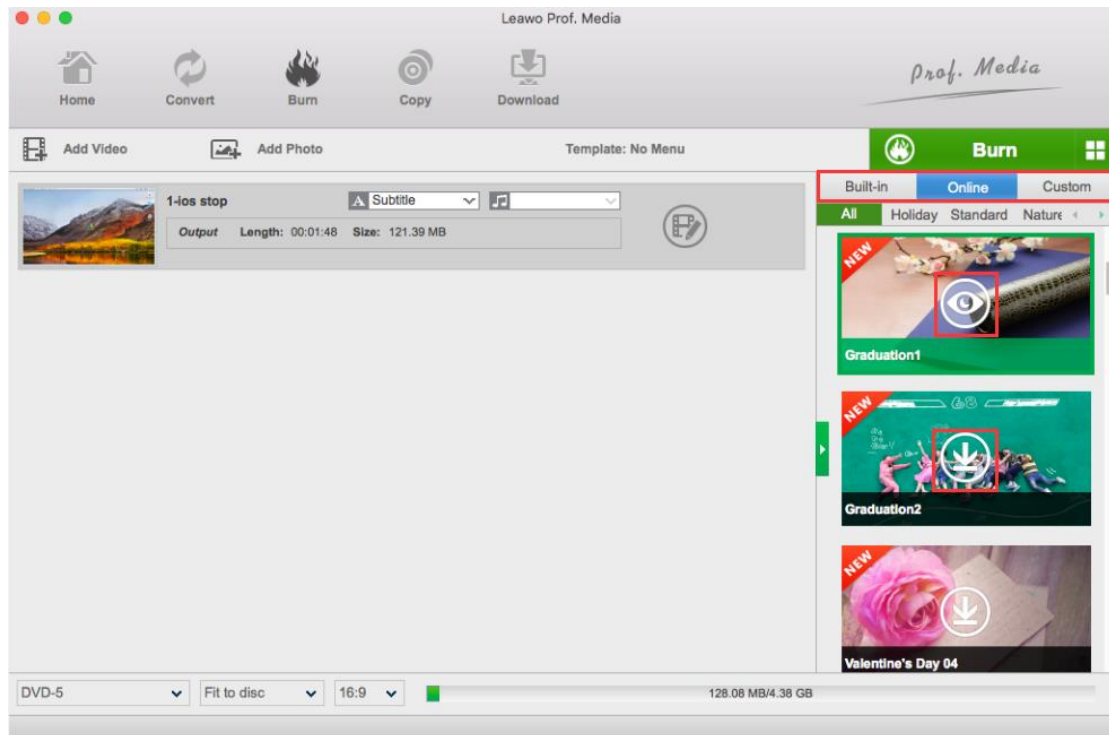 Leawo Prof. Media
Home Convert Burn Copy Download
Prof. Media
Add Video Add Photo Template: No Menu Burn
Built-in Online Custom
All Holiday Standard Nature
1-ios stop A Subtitle
Output Length: 00:01:48 Size: 121.39 MB
NEW
Graduation1
NEW
Graduation2
NEW
Valentine's Day 04
DVD-5 Fit to disc 16:9 128.08 MB/4.38 GB